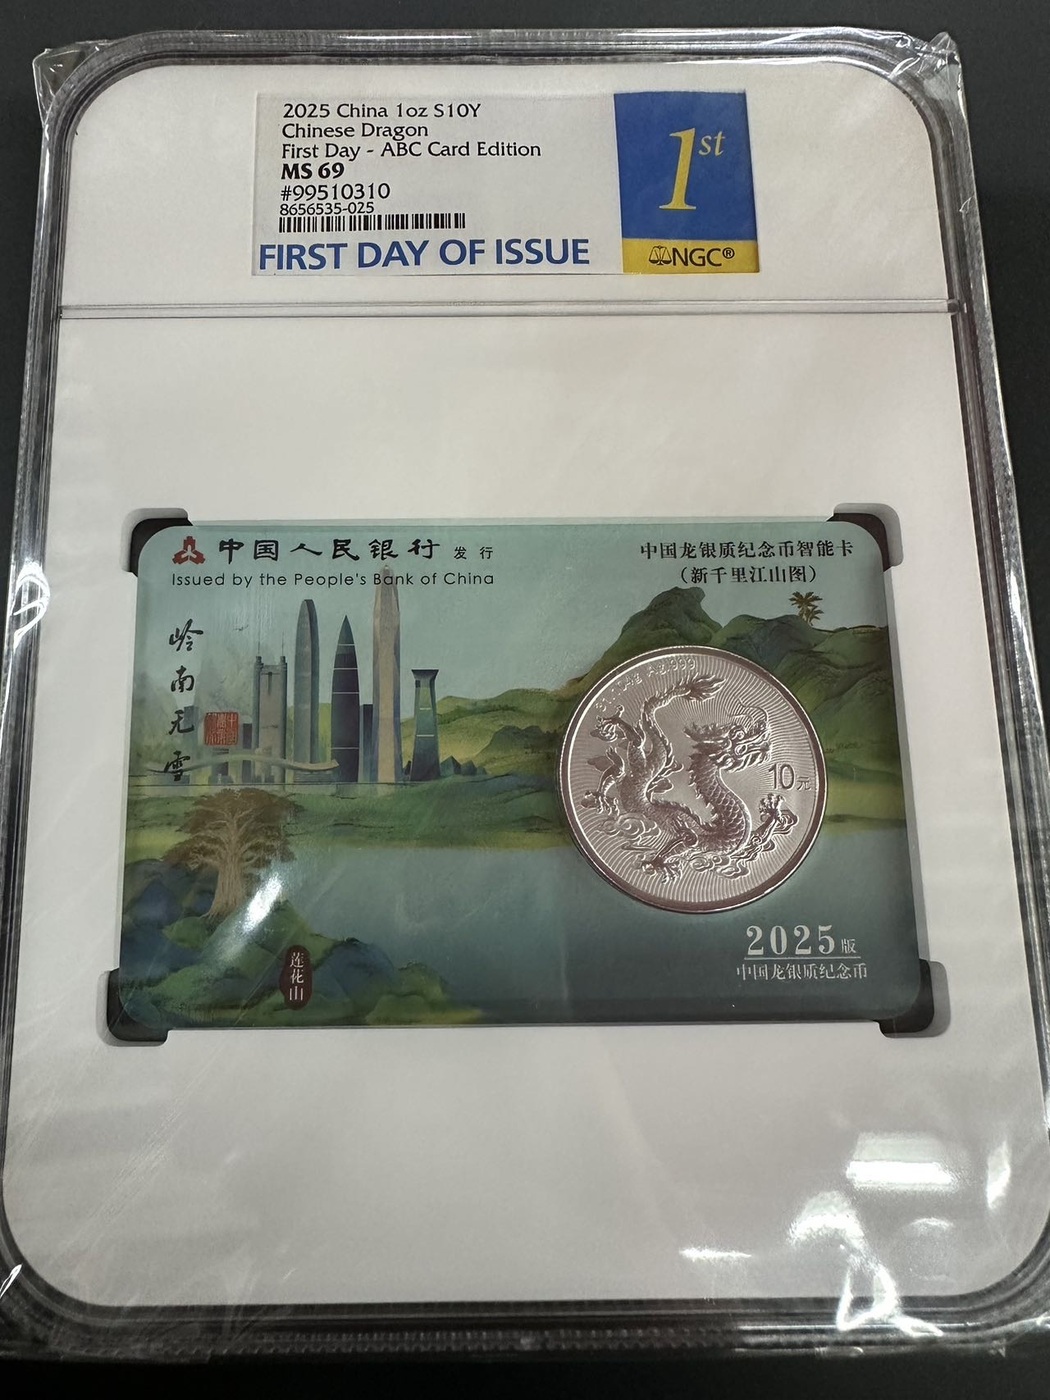 2025 China 1oz S10Y
Chinese Dragon
First Day - ABC Card Edition
MS 69
#99510310
8656535-025
FIRST DAY OF ISSUE
1st
NGC®
中国人民银行 发行
Issued by the People's Bank of China
中国龙银质纪念币智能卡
(新千里江山图)
岭南无雪
10元
莲花山
2025版
中国龙银质纪念币